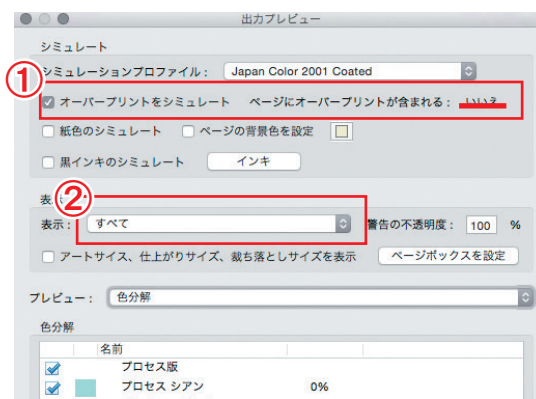 出力プレビュー
シミュレート
①
シミュレーションプロファイル： Japan Color 2001 Coated
オーバープリントをシミュレート ページにオーバープリントが含まれる： いいえ
紙色のシミュレート ページの背景色を設定
黒インキのシミュレート インキ
表示
②
表示： すべて 警告の不透明度： 100 %
アートサイズ、仕上がりサイズ、裁ち落としサイズを表示 ページボックスを設定
プレビュー： 色分解
色分解
名前
プロセス版
プロセス シアン 0%